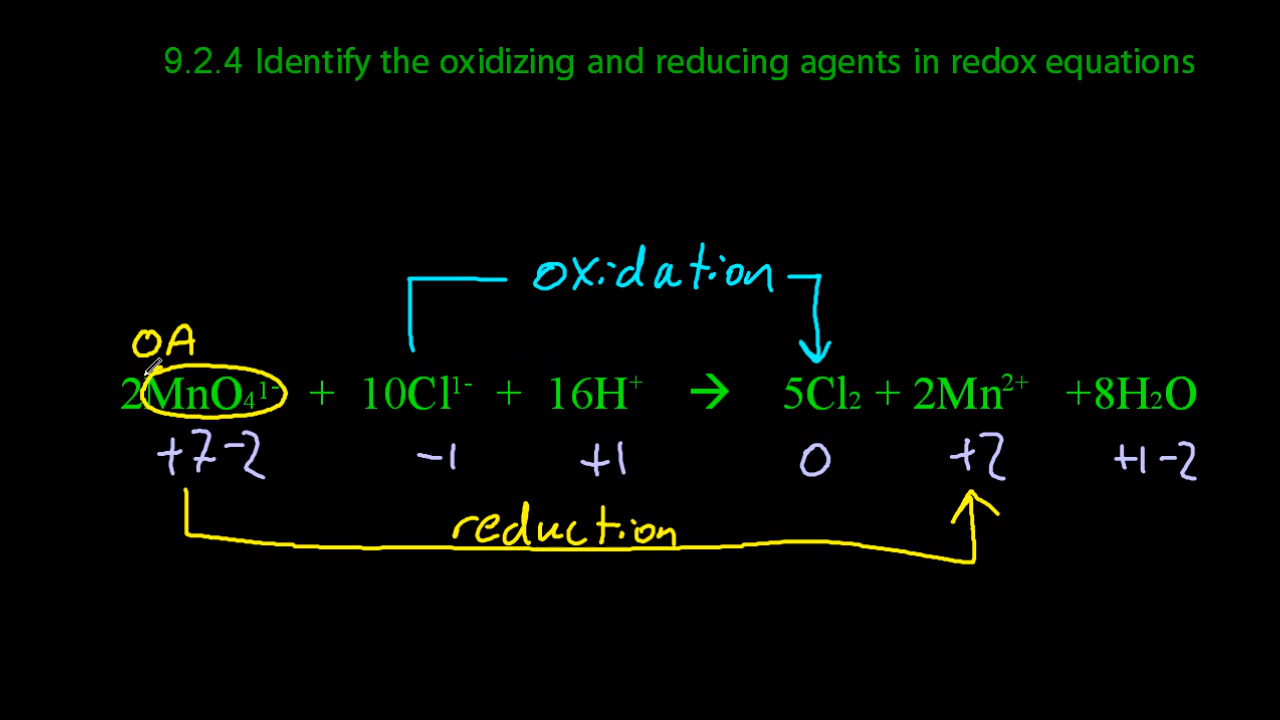 9.2.4 Identify the oxidizing and reducing agents in redox equations
oxidation
OA
2MnO₄¹⁻ + 10Cl¹⁻ + 16H⁺ → 5Cl₂ + 2Mn²⁺ +8H₂O
+7-2 -1 +1 0 +2 +1-2
reduction